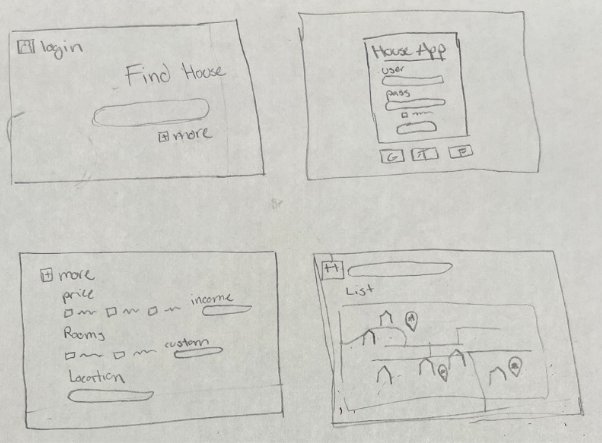 login
Find House
+ more
House App
user
pass
G
F
+ more
price
income
Rooms
custom
Location
H
List